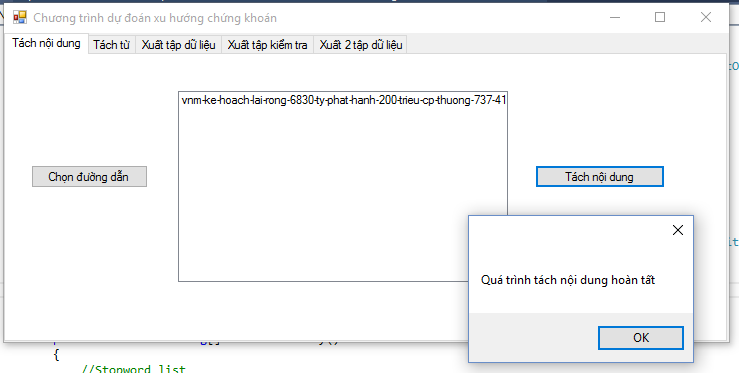 Chương trình dự đoán xu hướng chứng khoán
Tách nội dung
Tách từ
Xuất tập dữ liệu
Xuất tập kiểm tra
Xuất 2 tập dữ liệu
vnm-ke-hoach-lai-rong-6830-ty-phat-hanh-200-trieu-cp-thuong-737-41
Chọn đường dẫn
Tách nội dung
Quá trình tách nội dung hoàn tất
OK
{
//Stopword list